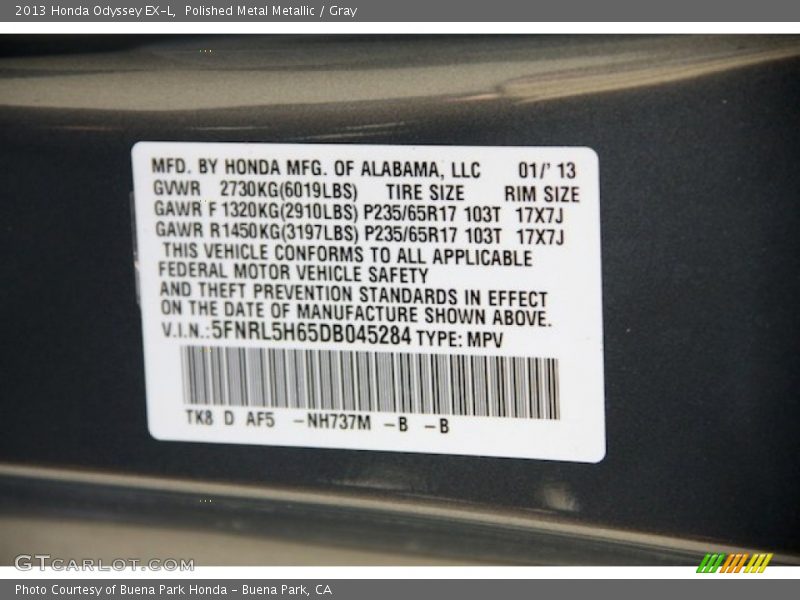 2013 Honda Odyssey EX-L, Polished Metal Metallic / Gray
MFD. BY HONDA MFG. OF ALABAMA, LLC 01/' 13
GVWR 2730KG(6019LBS) TIRE SIZE RIM SIZE
GAWR F 1320KG(2910LBS) P235/65R17 103T 17X7J
GAWR R1450KG(3197LBS) P235/65R17 103T 17X7J
THIS VEHICLE CONFORMS TO ALL APPLICABLE
FEDERAL MOTOR VEHICLE SAFETY
AND THEFT PREVENTION STANDARDS IN EFFECT
ON THE DATE OF MANUFACTURE SHOWN ABOVE.
V.I.N.:5FNRL5H65DB045284 TYPE: MPV
TK8 D AF5 -NH737M -B -B
GTCARLOT.COM
Photo Courtesy of Buena Park Honda - Buena Park, CA